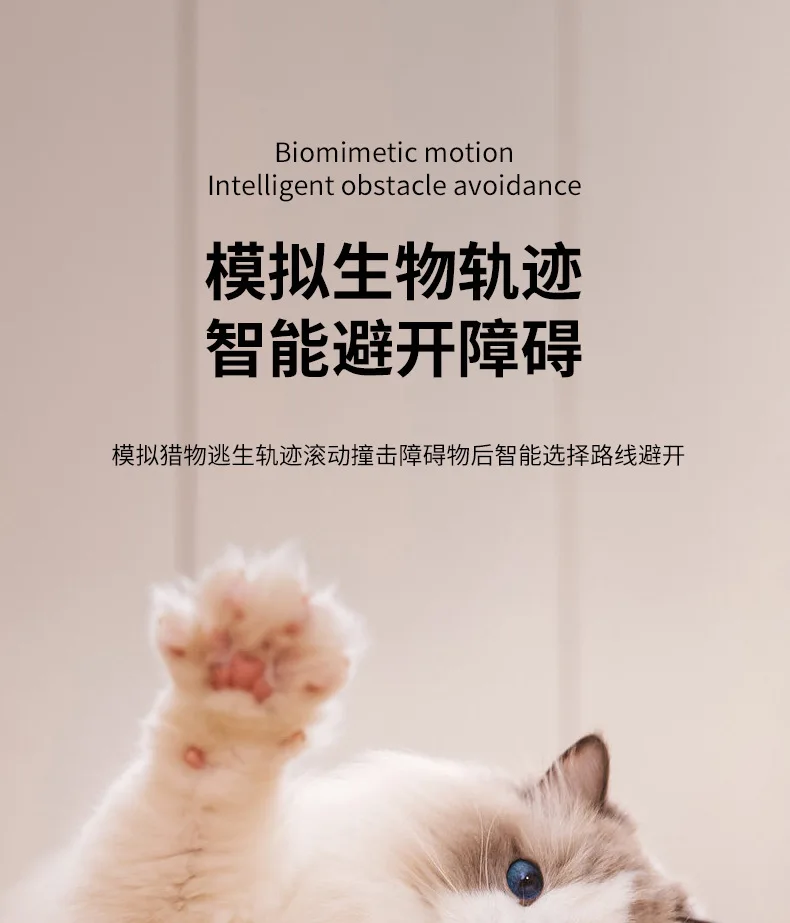 Biomimetic motion
Intelligent obstacle avoidance
模拟生物轨迹
智能避开障碍
模拟猎物逃生轨迹滚动撞击障碍物后智能选择路线避开